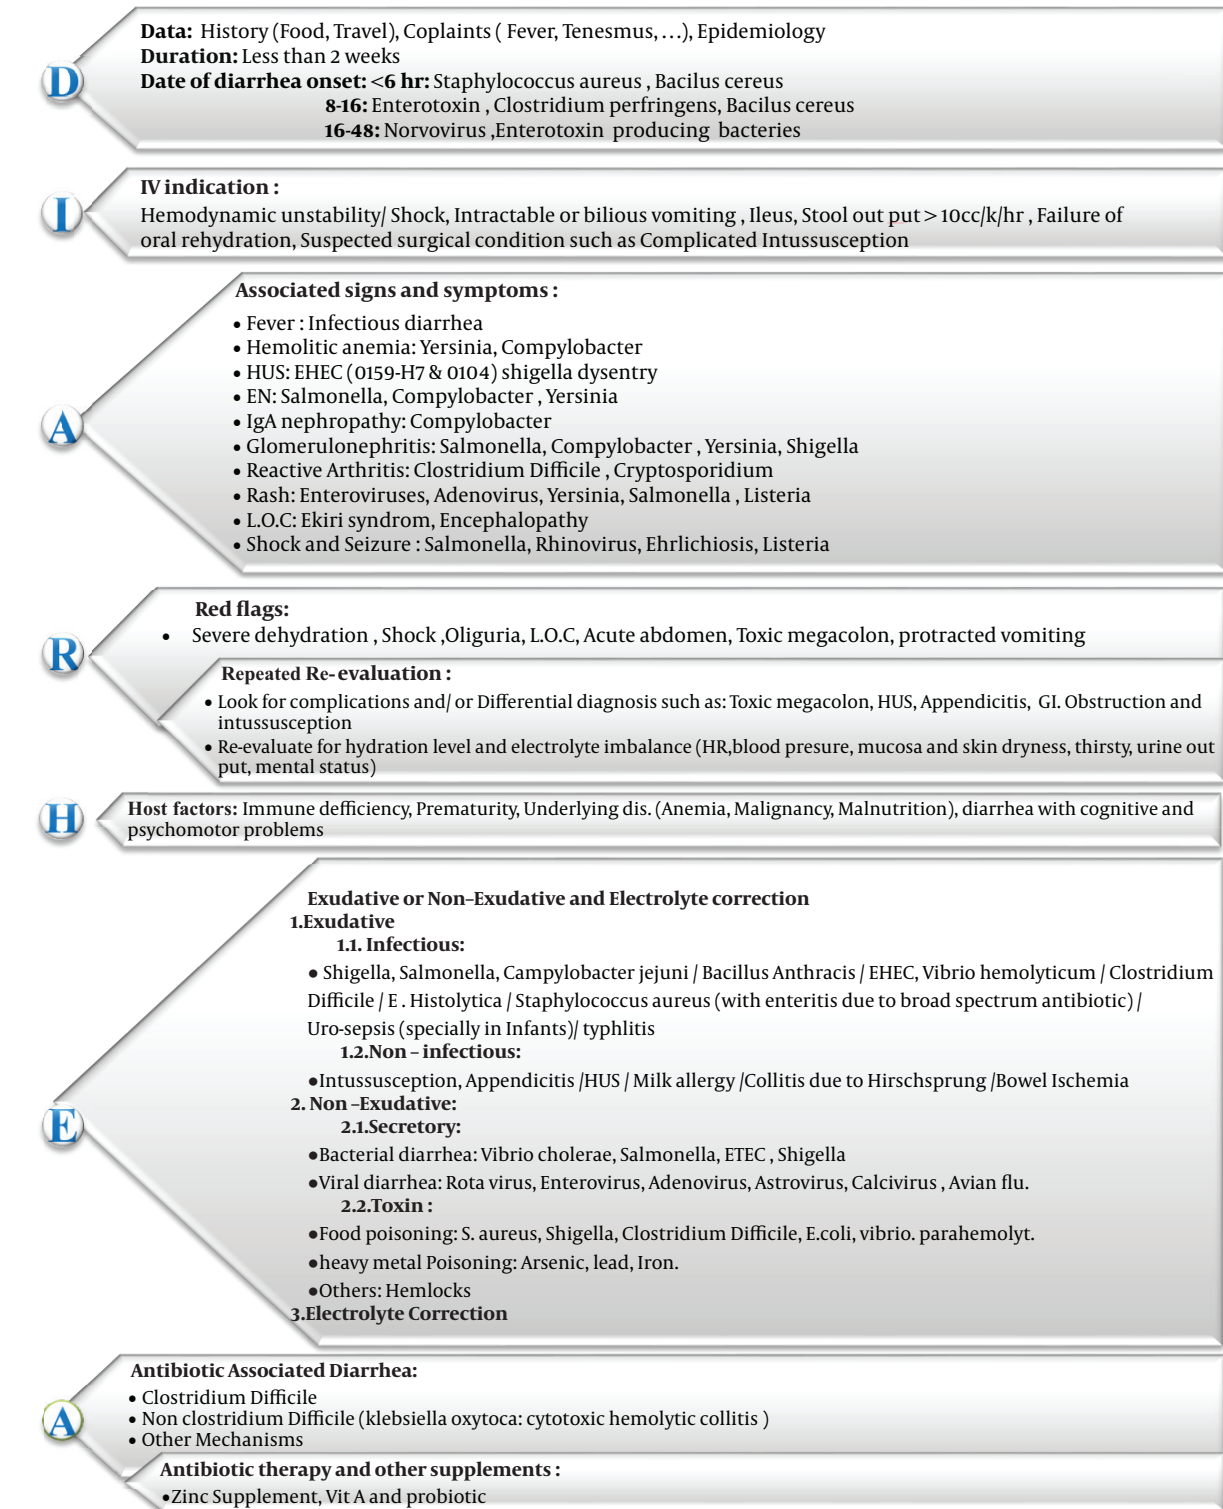 D
Data: History (Food, Travel), Coplaints ( Fever, Tenesmus, …), Epidemiology
Duration: Less than 2 weeks
Date of diarrhea onset: <6 hr: Staphylococcus aureus , Bacilus cereus
8-16: Enterotoxin , Clostridium perfringens, Bacilus cereus
16-48: Norvovirus ,Enterotoxin producing bacteries
I
IV indication :
Hemodynamic unstability/ Shock, Intractable or bilious vomiting , Ileus, Stool out put > 10cc/k/hr , Failure of
oral rehydration, Suspected surgical condition such as Complicated Intussusception
A
Associated signs and symptoms :
• Fever : Infectious diarrhea
• Hemolitic anemia: Yersinia, Compylobacter
• HUS: EHEC ( 0159-H7 & 0104 ) shigella dysentry
• EN: Salmonella, Compylobacter , Yersinia
• IgA nephropathy: Compylobacter
• Glomerulonephritis: Salmonella, Compylobacter , Yersinia, Shigella
• Reactive Arthritis: Clostridium Difficile , Cryptosporidium
• Rash: Enteroviruses, Adenovirus, Yersinia, Salmonella , Listeria
• L.O.C: Ekiri syndrom, Encephalopathy
• Shock and Seizure : Salmonella, Rhinovirus, Ehrlichiosis, Listeria
R
Red flags:
• Severe dehydration , Shock ,Oliguria, L.O.C, Acute abdomen, Toxic megacolon, protracted vomiting
Repeated Re- evaluation :
• Look for complications and/ or Differential diagnosis such as: Toxic megacolon, HUS, Appendicitis, GI. Obstruction and
intussusception
• Re-evaluate for hydration level and electrolyte imbalance (HR,blood presure, mucosa and skin dryness, thirsty, urine out
put, mental status)
H
Host factors: Immune defficiency, Prematurity, Underlying dis. (Anemia, Malignancy, Malnutrition), diarrhea with cognitive and
psychomotor problems
E
Exudative or Non–Exudative and Electrolyte correction
1.Exudative
1.1. Infectious:
• Shigella, Salmonella, Campylobacter jejuni / Bacillus Anthracis / EHEC, Vibrio hemolyticum / Clostridium
Difficile / E . Histolytica / Staphylococcus aureus (with enteritis due to broad spectrum antibiotic) /
Uro-sepsis (specially in Infants)/ typhlitis
1.2.Non – infectious:
•Intussusception, Appendicitis /HUS / Milk allergy /Collitis due to Hirschsprung /Bowel Ischemia
2. Non –Exudative:
2.1.Secretory:
•Bacterial diarrhea: Vibrio cholerae, Salmonella, ETEC , Shigella
•Viral diarrhea: Rota virus, Enterovirus, Adenovirus, Astrovirus, Calcivirus , Avian flu.
2.2.Toxin :
•Food poisoning: S. aureus, Shigella, Clostridium Difficile, E.coli, vibrio. parahemolyt.
•heavy metal Poisoning: Arsenic, lead, Iron.
•Others: Hemlocks
3.Electrolyte Correction
A
Antibiotic Associated Diarrhea:
• Clostridium Difficile
• Non clostridium Difficile (klebsiella oxytoca: cytotoxic hemolytic collitis )
• Other Mechanisms
Antibiotic therapy and other supplements :
•Zinc Supplement, Vit A and probiotic